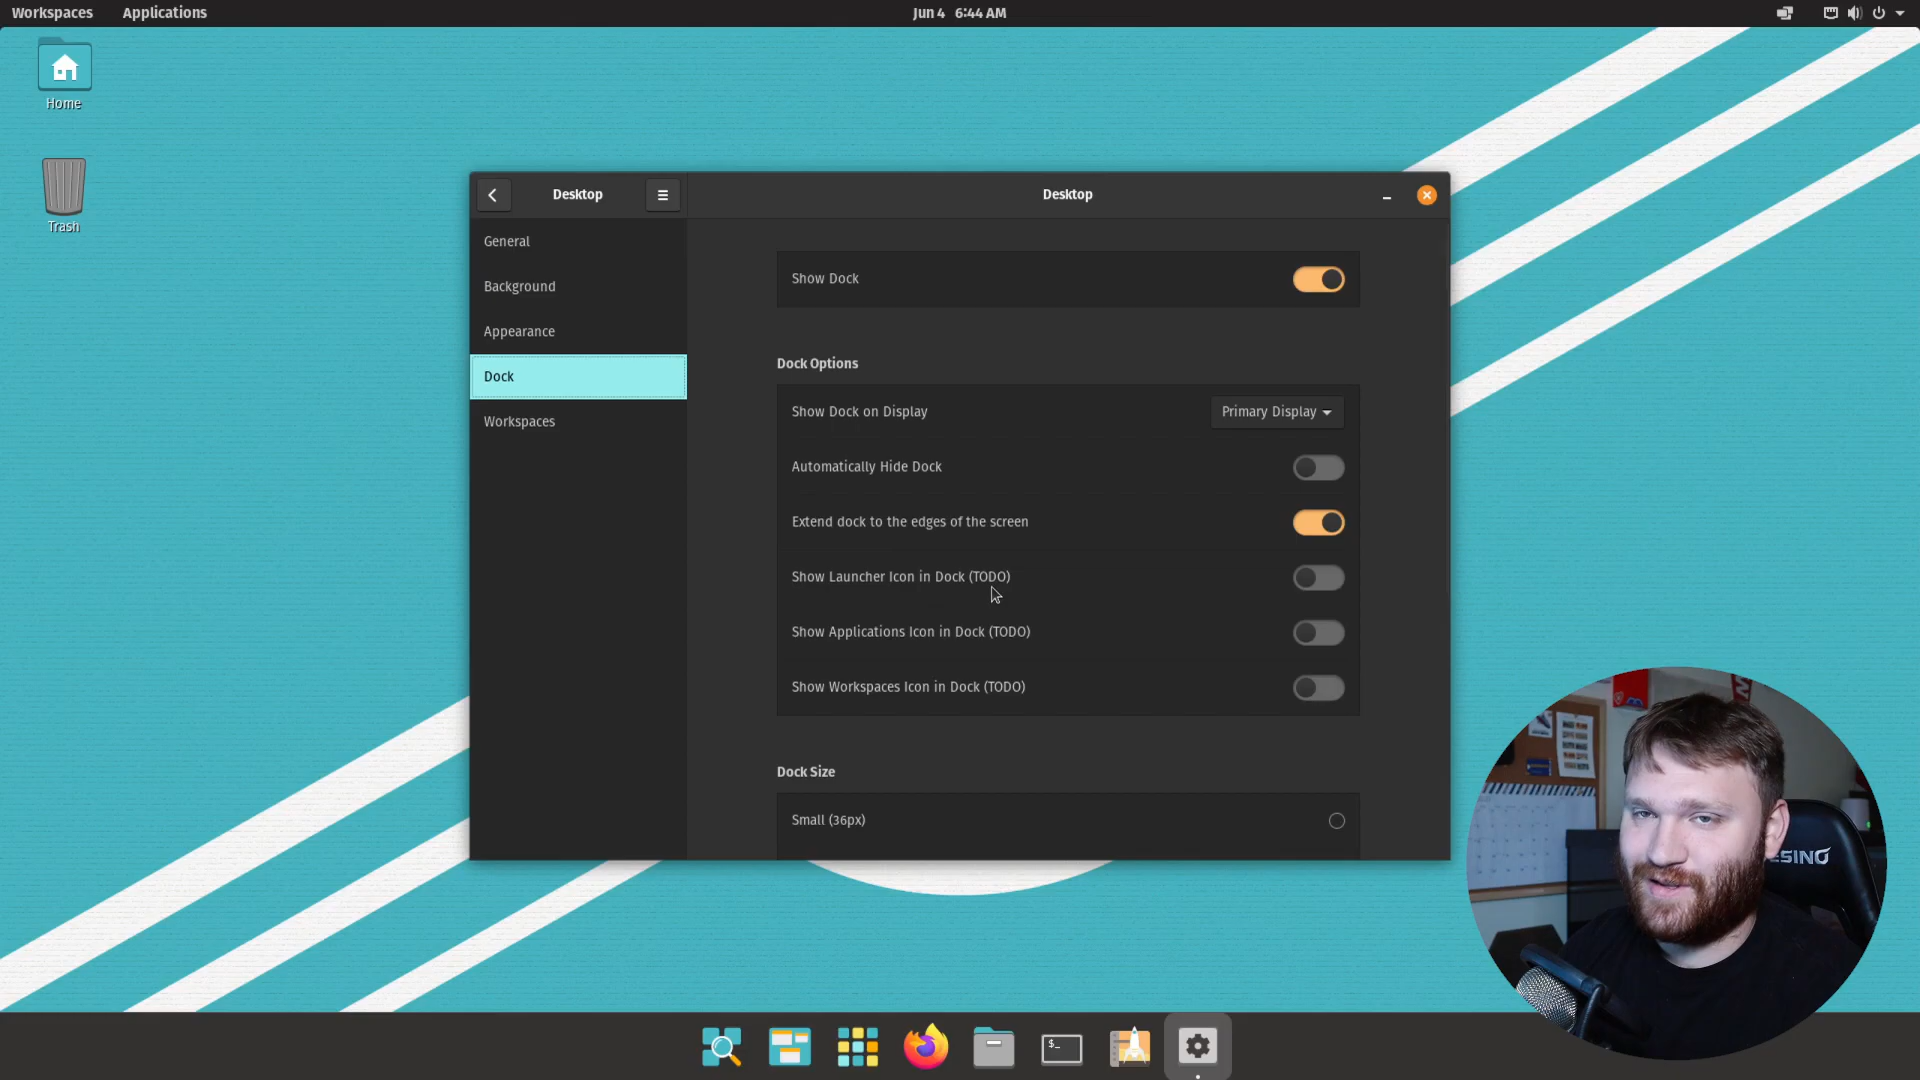 Workspaces Applications Jun 4 6:44 AM
Home
Trash
Desktop Desktop
General
Background
Appearance
Dock
Workspaces
Show Dock
Dock Options
Show Dock on Display Primary Display
Automatically Hide Dock
Extend dock to the edges of the screen
Show Launcher Icon in Dock (TODO)
Show Applications Icon in Dock (TODO)
Show Workspaces Icon in Dock (TODO)
Dock Size
Small (36px)
$_